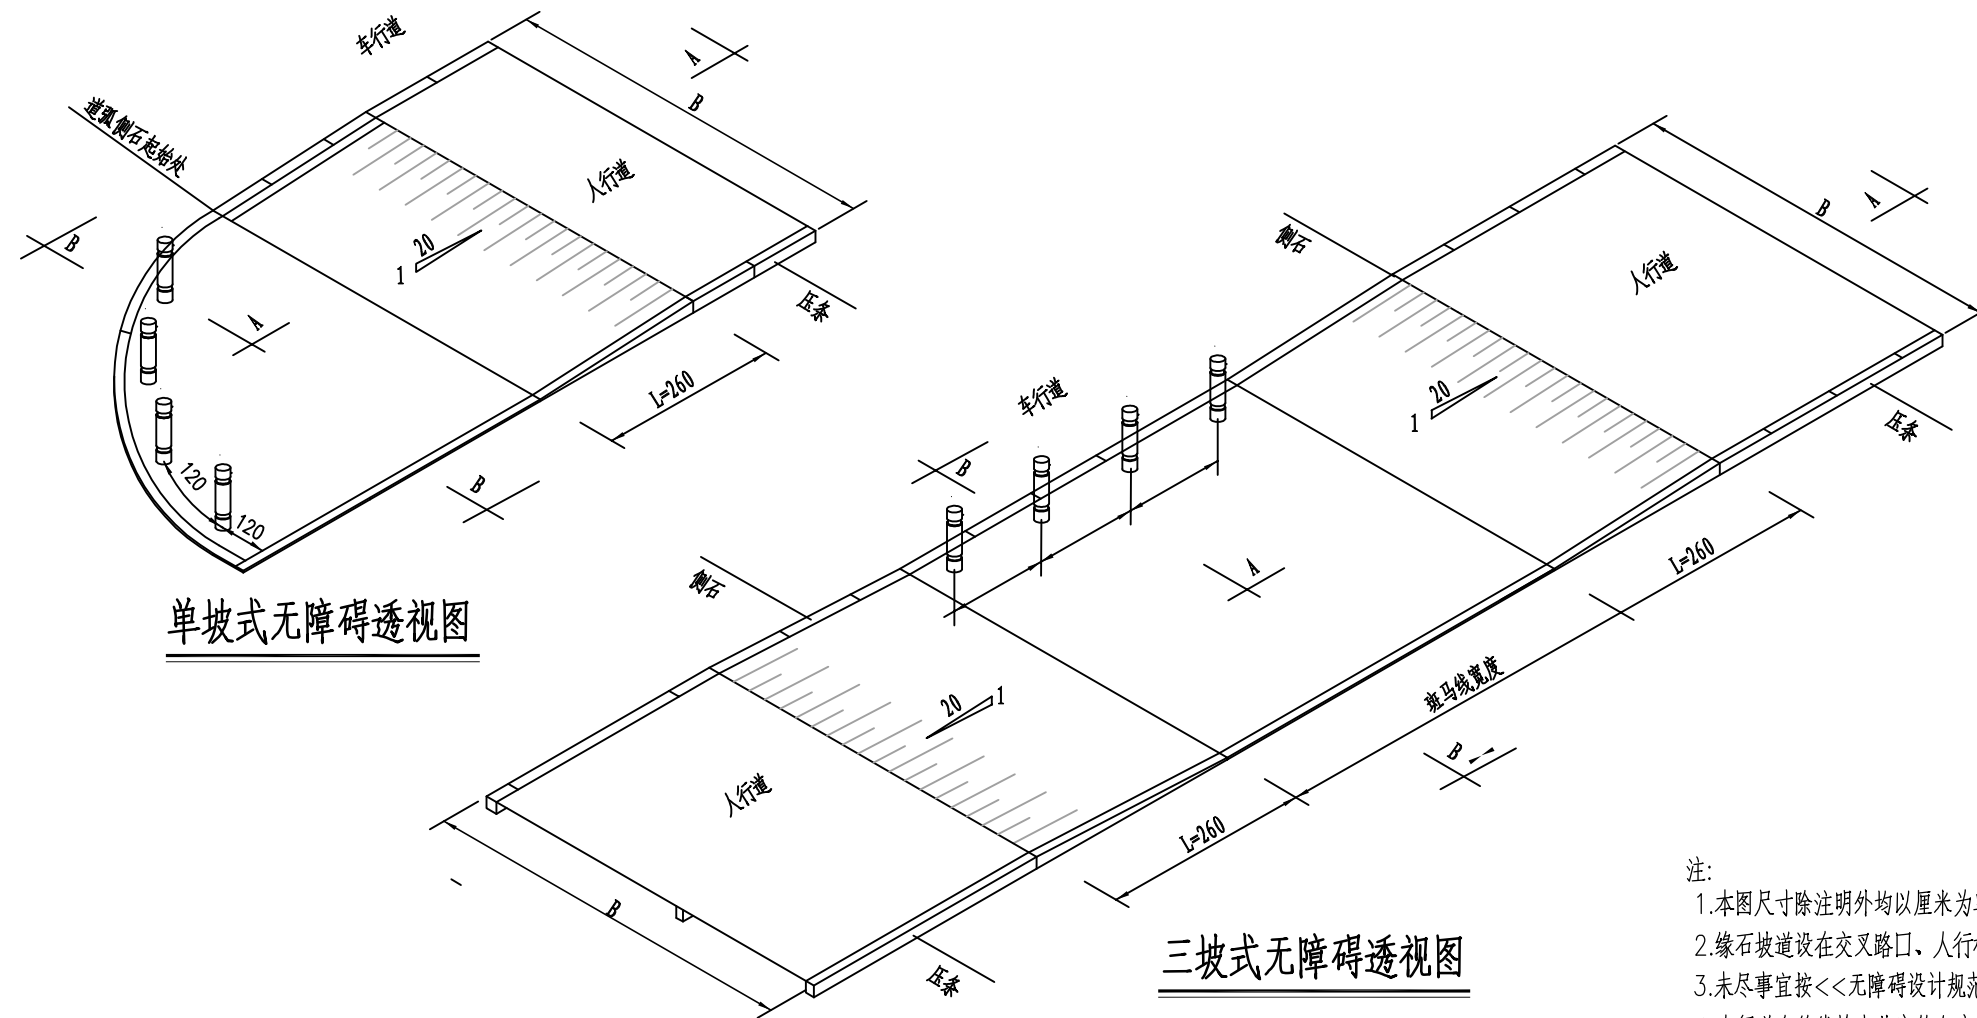 车行道
A
B
道弧侧石起始处
人行道
B
20
1
A
压条
L=260
B
120
120
单坡式无障碍透视图
B
A
侧石
人行道
20
1
压条
车行道
B
A
L=260
侧石
斑马线宽度
20
1
B
人行道
L=260
B
压条
三坡式无障碍透视图
注:
1.本图尺寸除注明外均以厘米为
2.缘石坡道设在交叉路口、人行
3.未尽事宜按<<无障碍设计规范